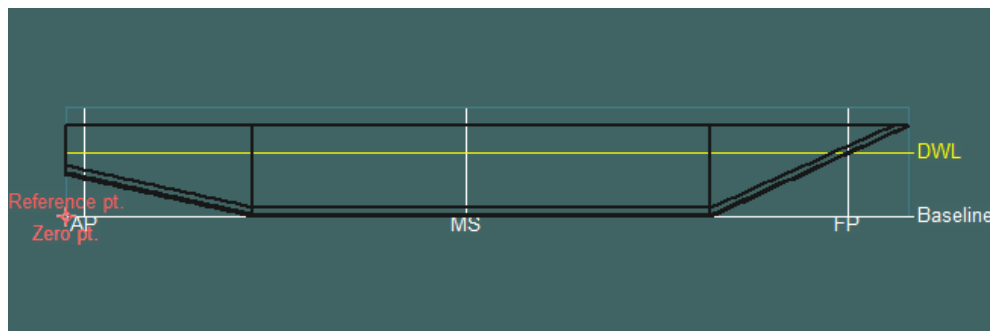 DWL
Reference pt.
Baseline
AP
MS
FP
Zero pt.